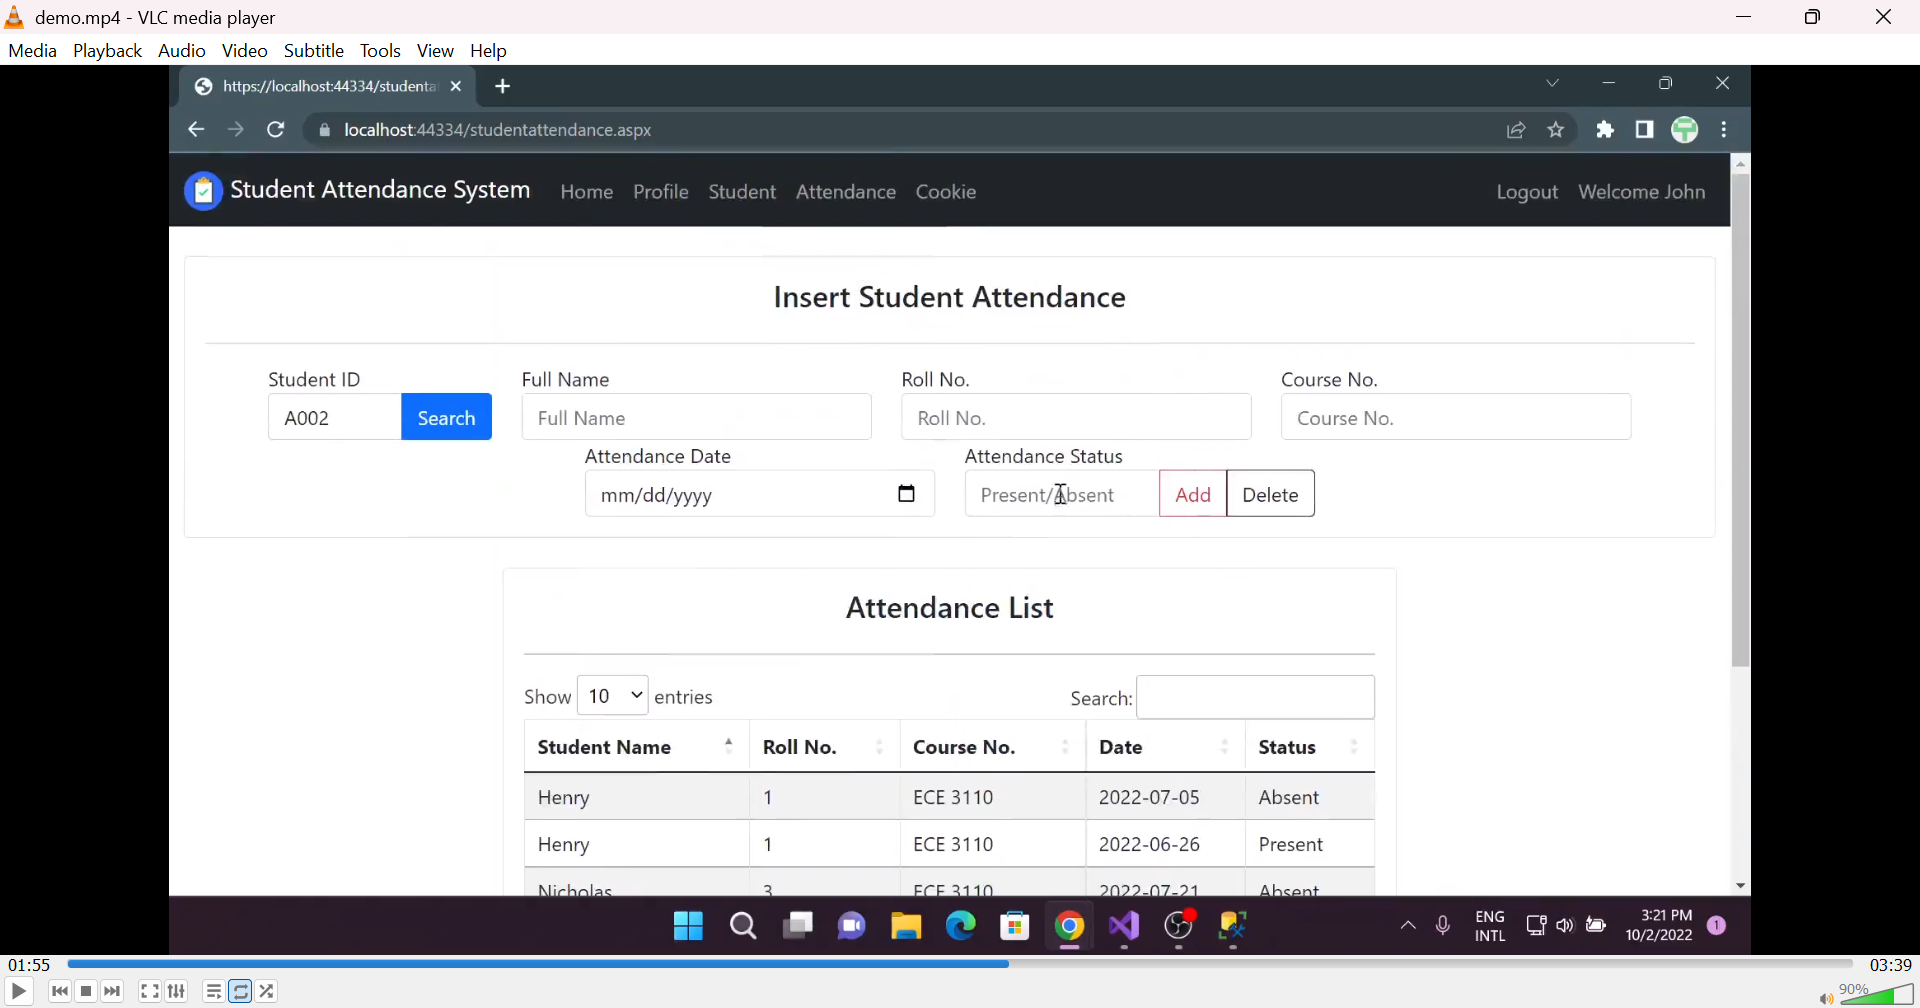 demo.mp4 - VLC media player
Media Playback Audio Video Subtitle Tools View Help
https://localhost:44334/studenta
localhost:44334/studentattendance.aspx
Student Attendance System Home Profile Student Attendance Cookie Logout Welcome John
Insert Student Attendance
Student ID Full Name Roll No. Course No.
A002 Search Full Name Roll No. Course No.
Attendance Date Attendance Status
mm/dd/yyyy Present/Absent Add Delete
Attendance List
Show 10 entries Search:
Student Name Roll No. Course No. Date Status
Henry 1 ECE 3110 2022-07-05 Absent
Henry 1 ECE 3110 2022-06-26 Present
Nicholas 3 ECE 3110 2022-07-21 Absent
ENG 3:21 PM
INTL 10/2/2022 1
01:55 03:39
90%